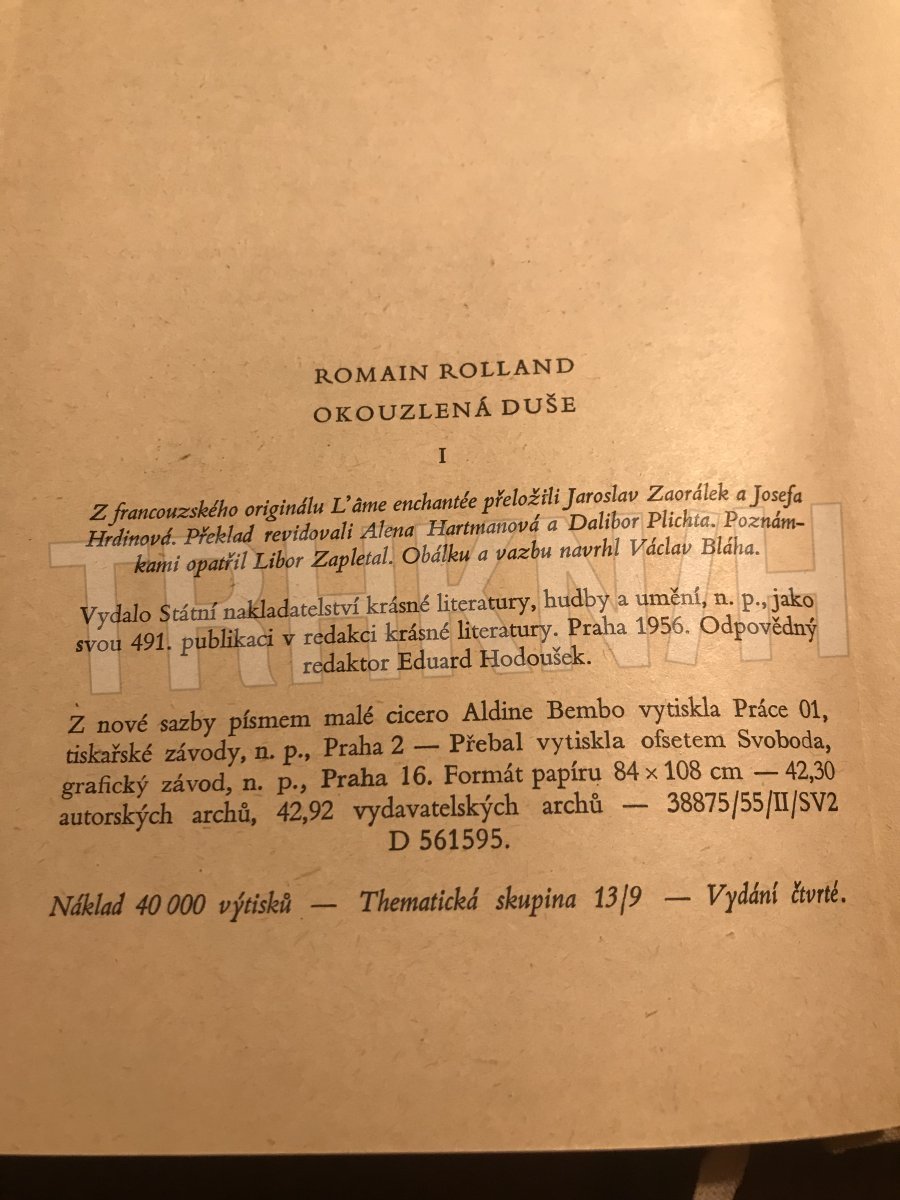 ROMAIN ROLLAND
OKOUZLENÁ DUŠE
I
Z francouzského originálu L'âme enchantée přeložili Jaroslav Zaorálek a Josefa
Hrdinová. Překlad revidovali Alena Hartmanová a Dalibor Plichta. Poznám-
kami opatřil Libor Zapletal. Obálku a vazbu navrhl Václav Bláha.
Vydalo Státní nakladatelství krásné literatury, hudby a umění, n. p., jako
svou 491. publikaci v redakci krásné literatury. Praha 1956. Odpovědný
redaktor Eduard Hodoušek.
Z nové sazby písmem malé cicero Aldine Bembo vytiskla Práce 01,
tiskařské závody, n. p., Praha 2 — Přebal vytiskla ofsetem Svoboda,
grafický závod, n. p., Praha 16. Formát papíru 84 × 108 cm — 42,30
autorských archů, 42,92 vydavatelských archů — 38875/55/II/SV2
D 561595.
Náklad 40 000 výtisků — Thematická skupina 13/9 — Vydání čtvrté.
TRHKNIH